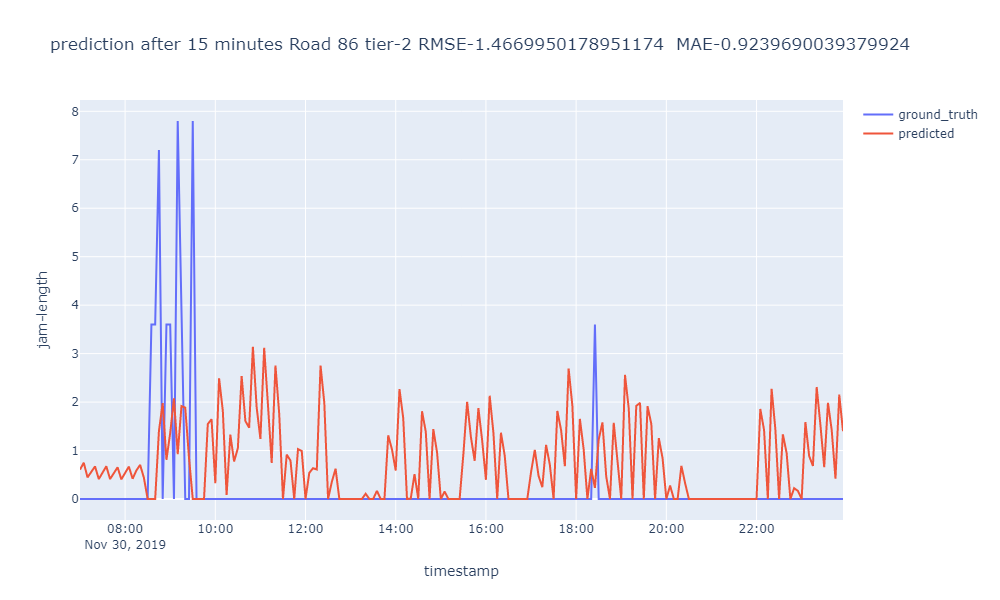 prediction after 15 minutes Road 86 tier-2 RMSE-1.4669950178951174  MAE-0.9239690039379924
ground_truth
predicted
8
7
6
5
4
3
2
1
0
jam-length
08:00 10:00 12:00 14:00 16:00 18:00 20:00 22:00
Nov 30, 2019
timestamp